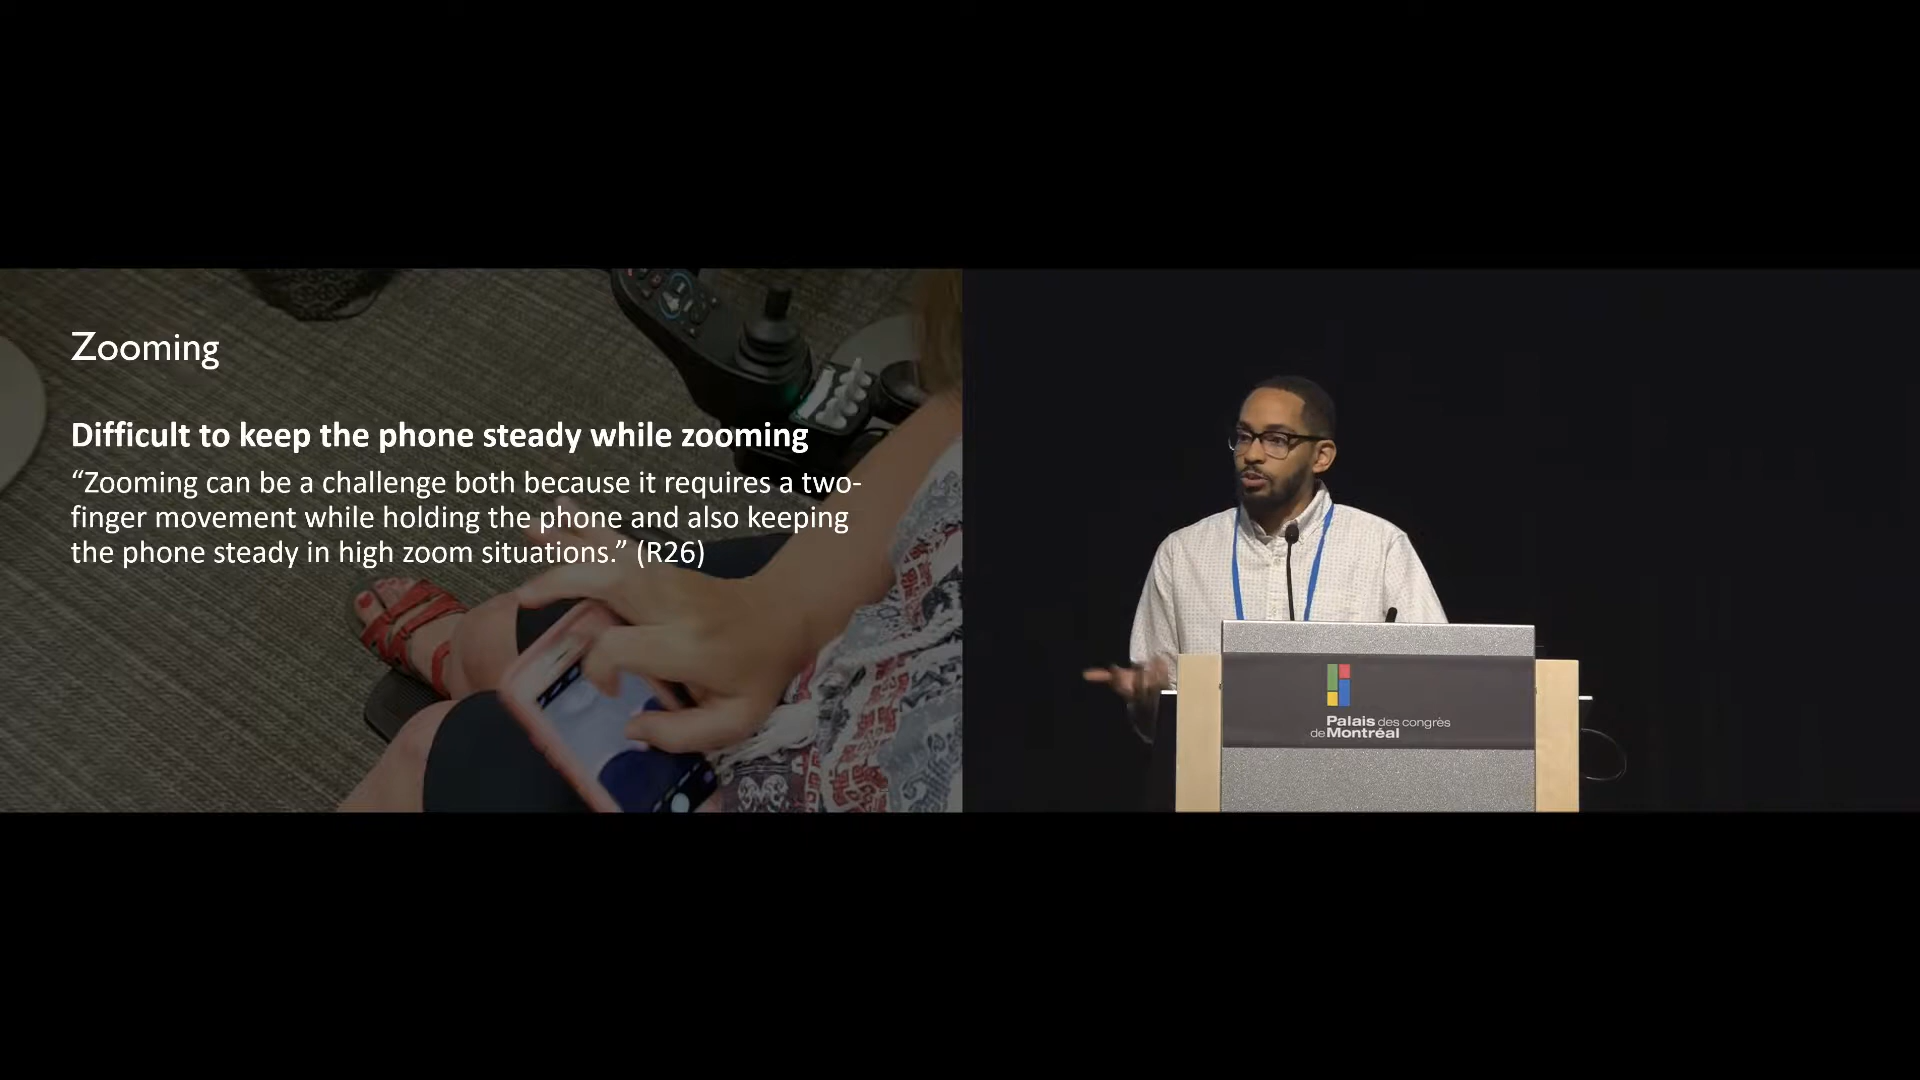 Zooming
Difficult to keep the phone steady while zooming
“Zooming can be a challenge both because it requires a two-
finger movement while holding the phone and also keeping
the phone steady in high zoom situations.” (R26)
Palais des congrès
de Montréal